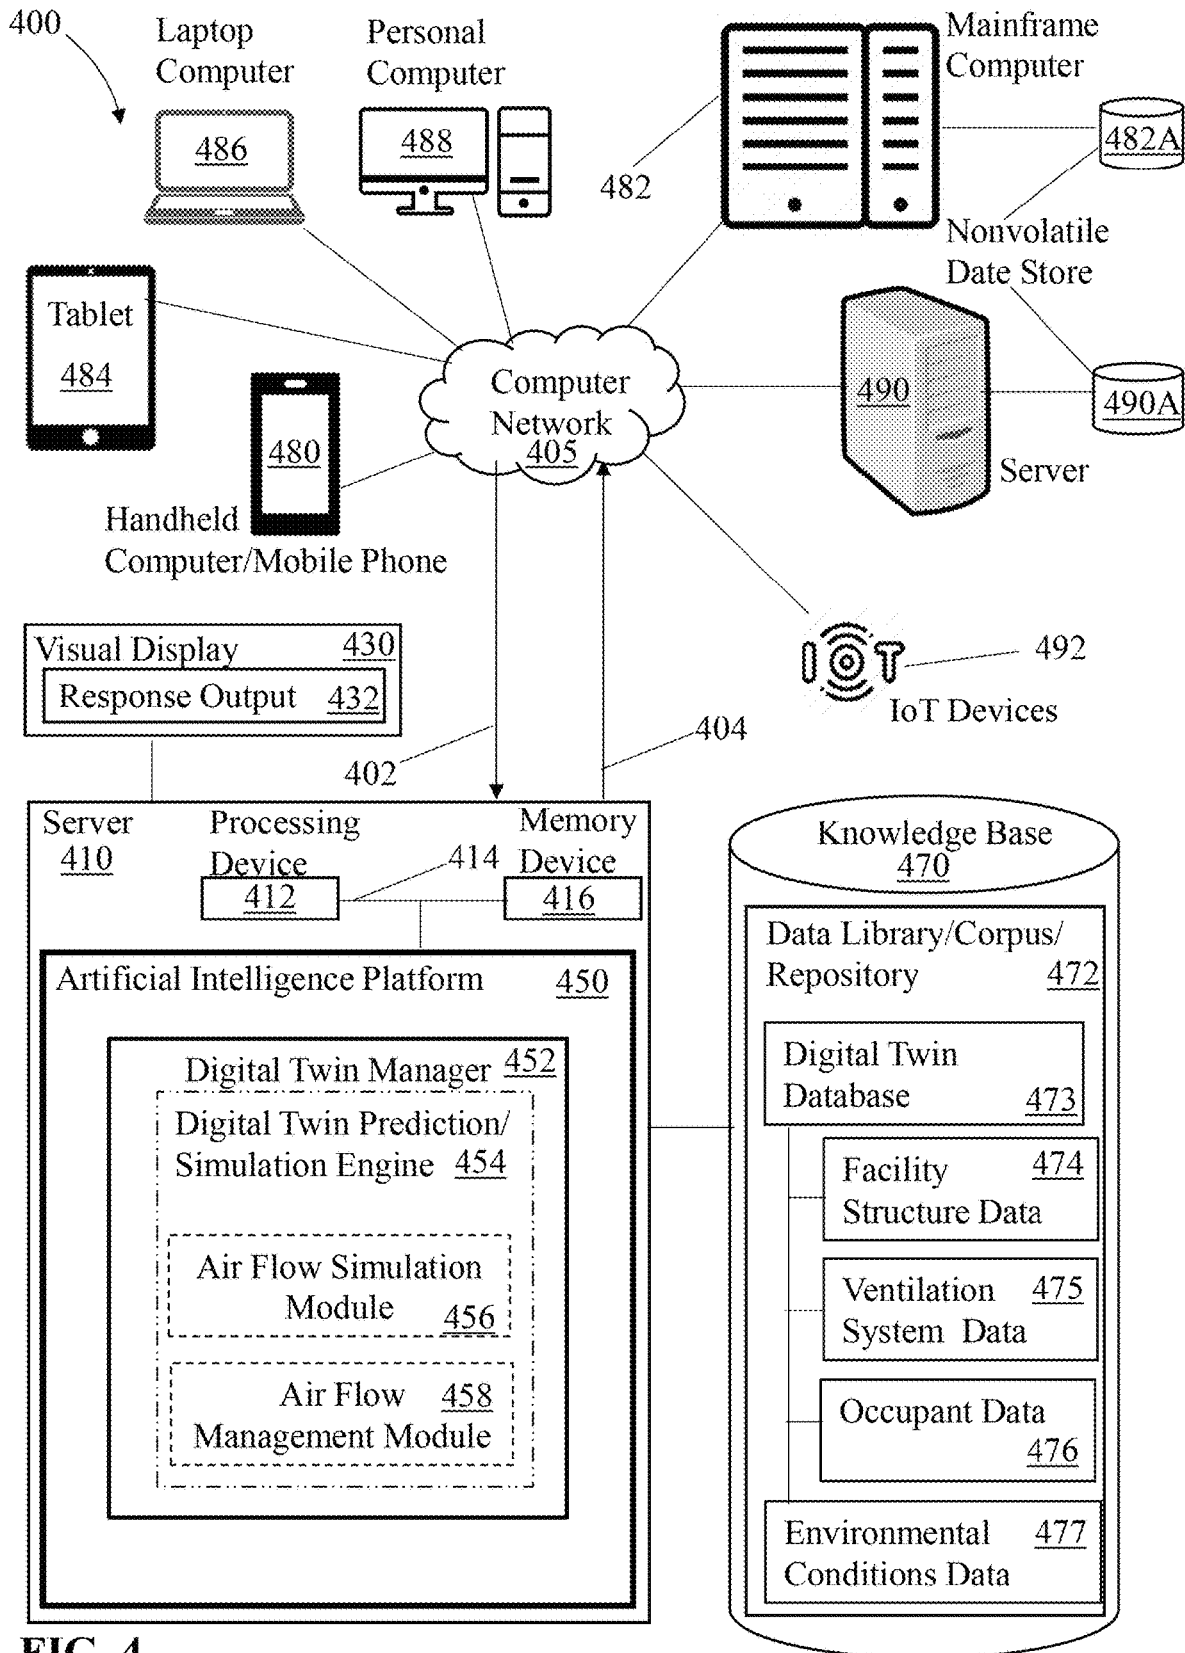 400
Laptop
Computer
486
Personal
Computer
488
482
Mainframe
Computer
482A
Nonvolatile
Date Store
Tablet
484
480
Handheld
Computer/Mobile Phone
Computer
Network
405
490
Server
490A
492
IoT
IoT Devices
Visual Display 430
Response Output 432
402
404
Server
410
Processing
Device
412
414
Memory
Device
416
Artificial Intelligence Platform 450
Digital Twin Manager 452
Digital Twin Prediction/
Simulation Engine 454
Air Flow Simulation
Module 456
Air Flow 458
Management Module
Knowledge Base
470
Data Library/Corpus/
Repository 472
Digital Twin
Database 473
Facility 474
Structure Data
Ventilation 475
System Data
Occupant Data
476
Environmental 477
Conditions Data
FIG. 4